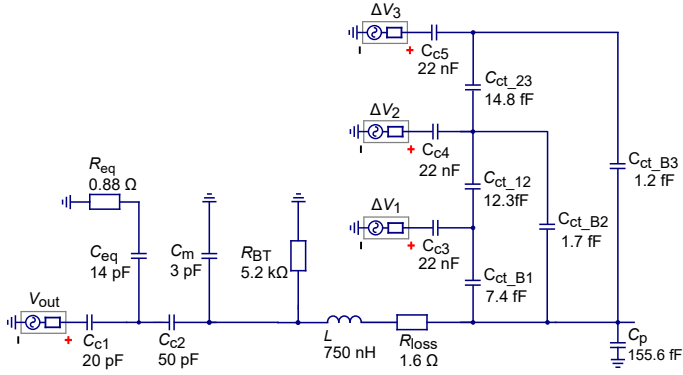 ΔV3
+
Cc5
22 nF
Cct_23
14.8 fF
ΔV2
+
Cc4
22 nF
Cct_B3
1.2 fF
Cct_12
12.3fF
Req
0.88 Ω
ΔV1
+
Cc3
22 nF
Cct_B2
1.7 fF
Ceq
14 pF
Cm
3 pF
RBT
5.2 kΩ
Cct_B1
7.4 fF
Vout
+
Cc1
20 pF
Cc2
50 pF
L
750 nH
Rloss
1.6 Ω
Cp
155.6 fF